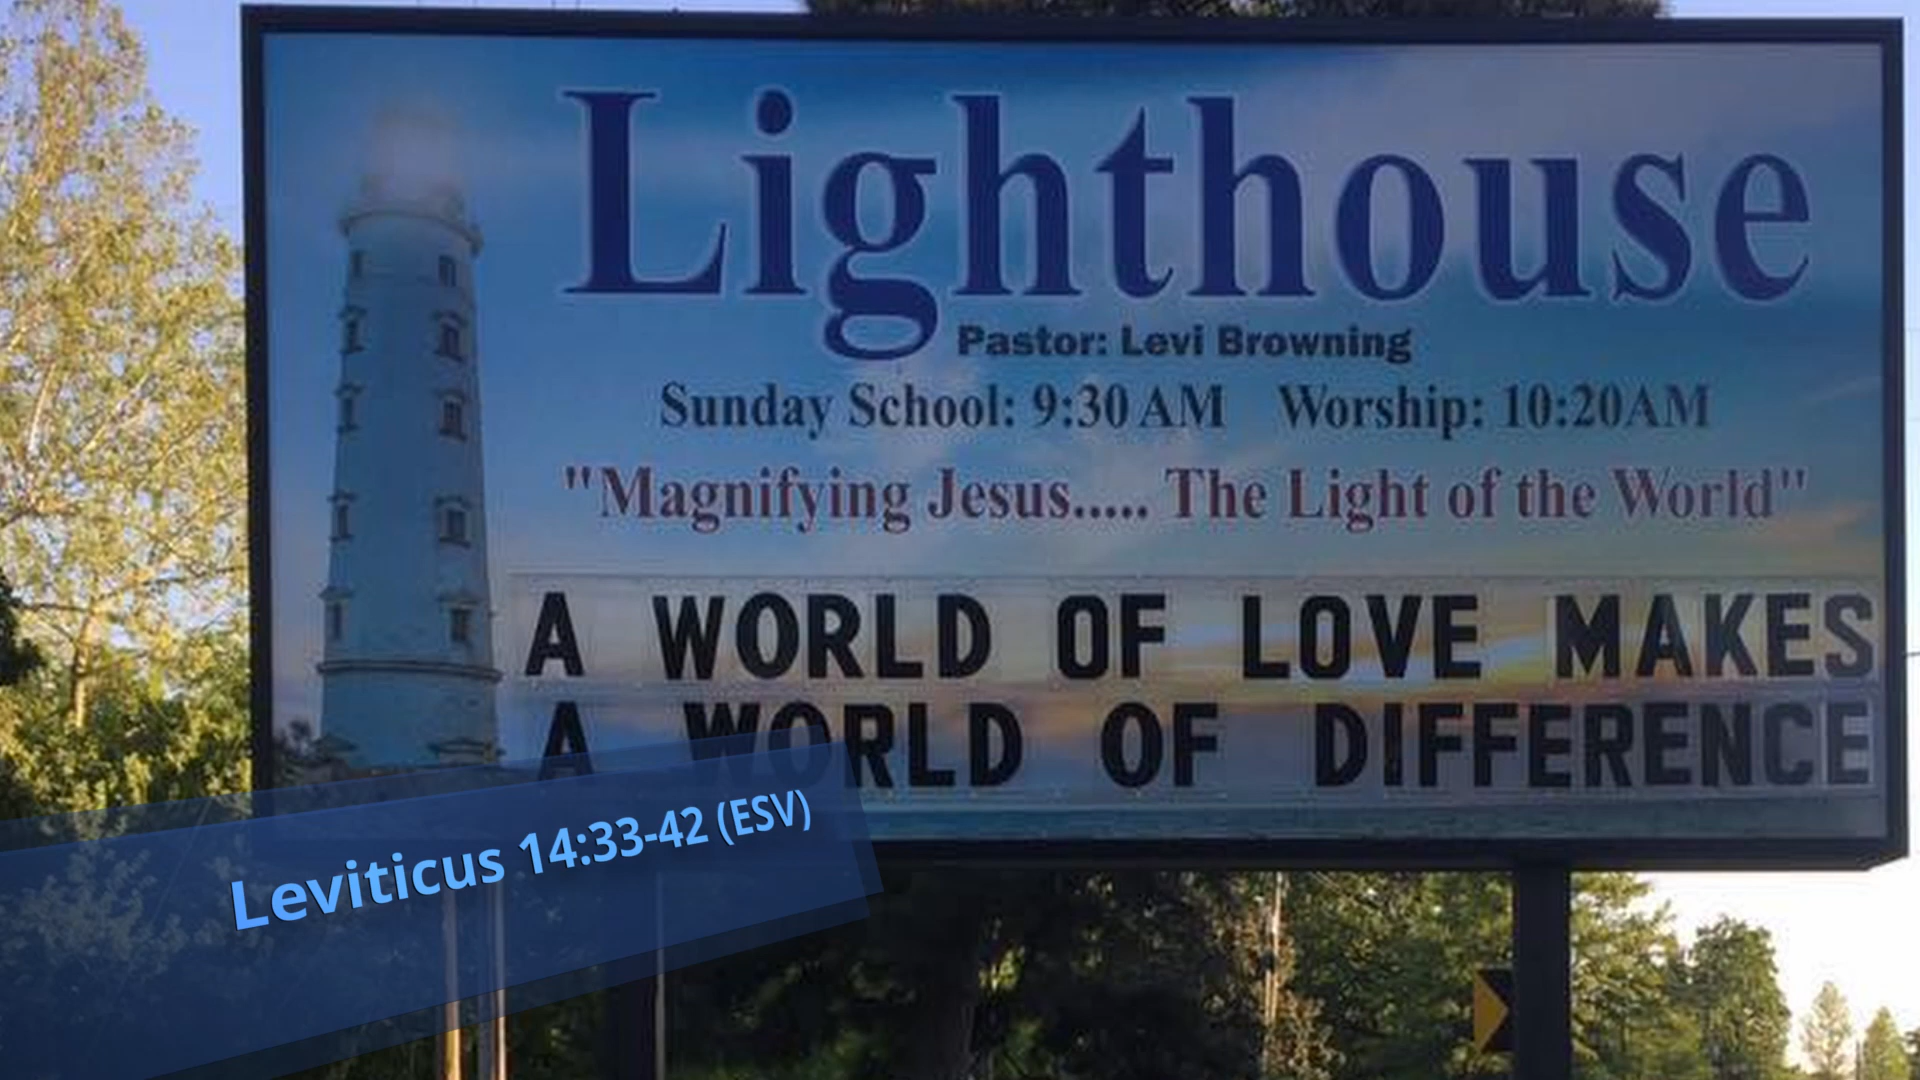 Lighthouse
Pastor: Levi Browning
Sunday School: 9:30 AM Worship: 10:20AM
"Magnifying Jesus..... The Light of the World"
A WORLD OF LOVE MAKES
A WORLD OF DIFFERENCE
Leviticus 14:33-42 (ESV)